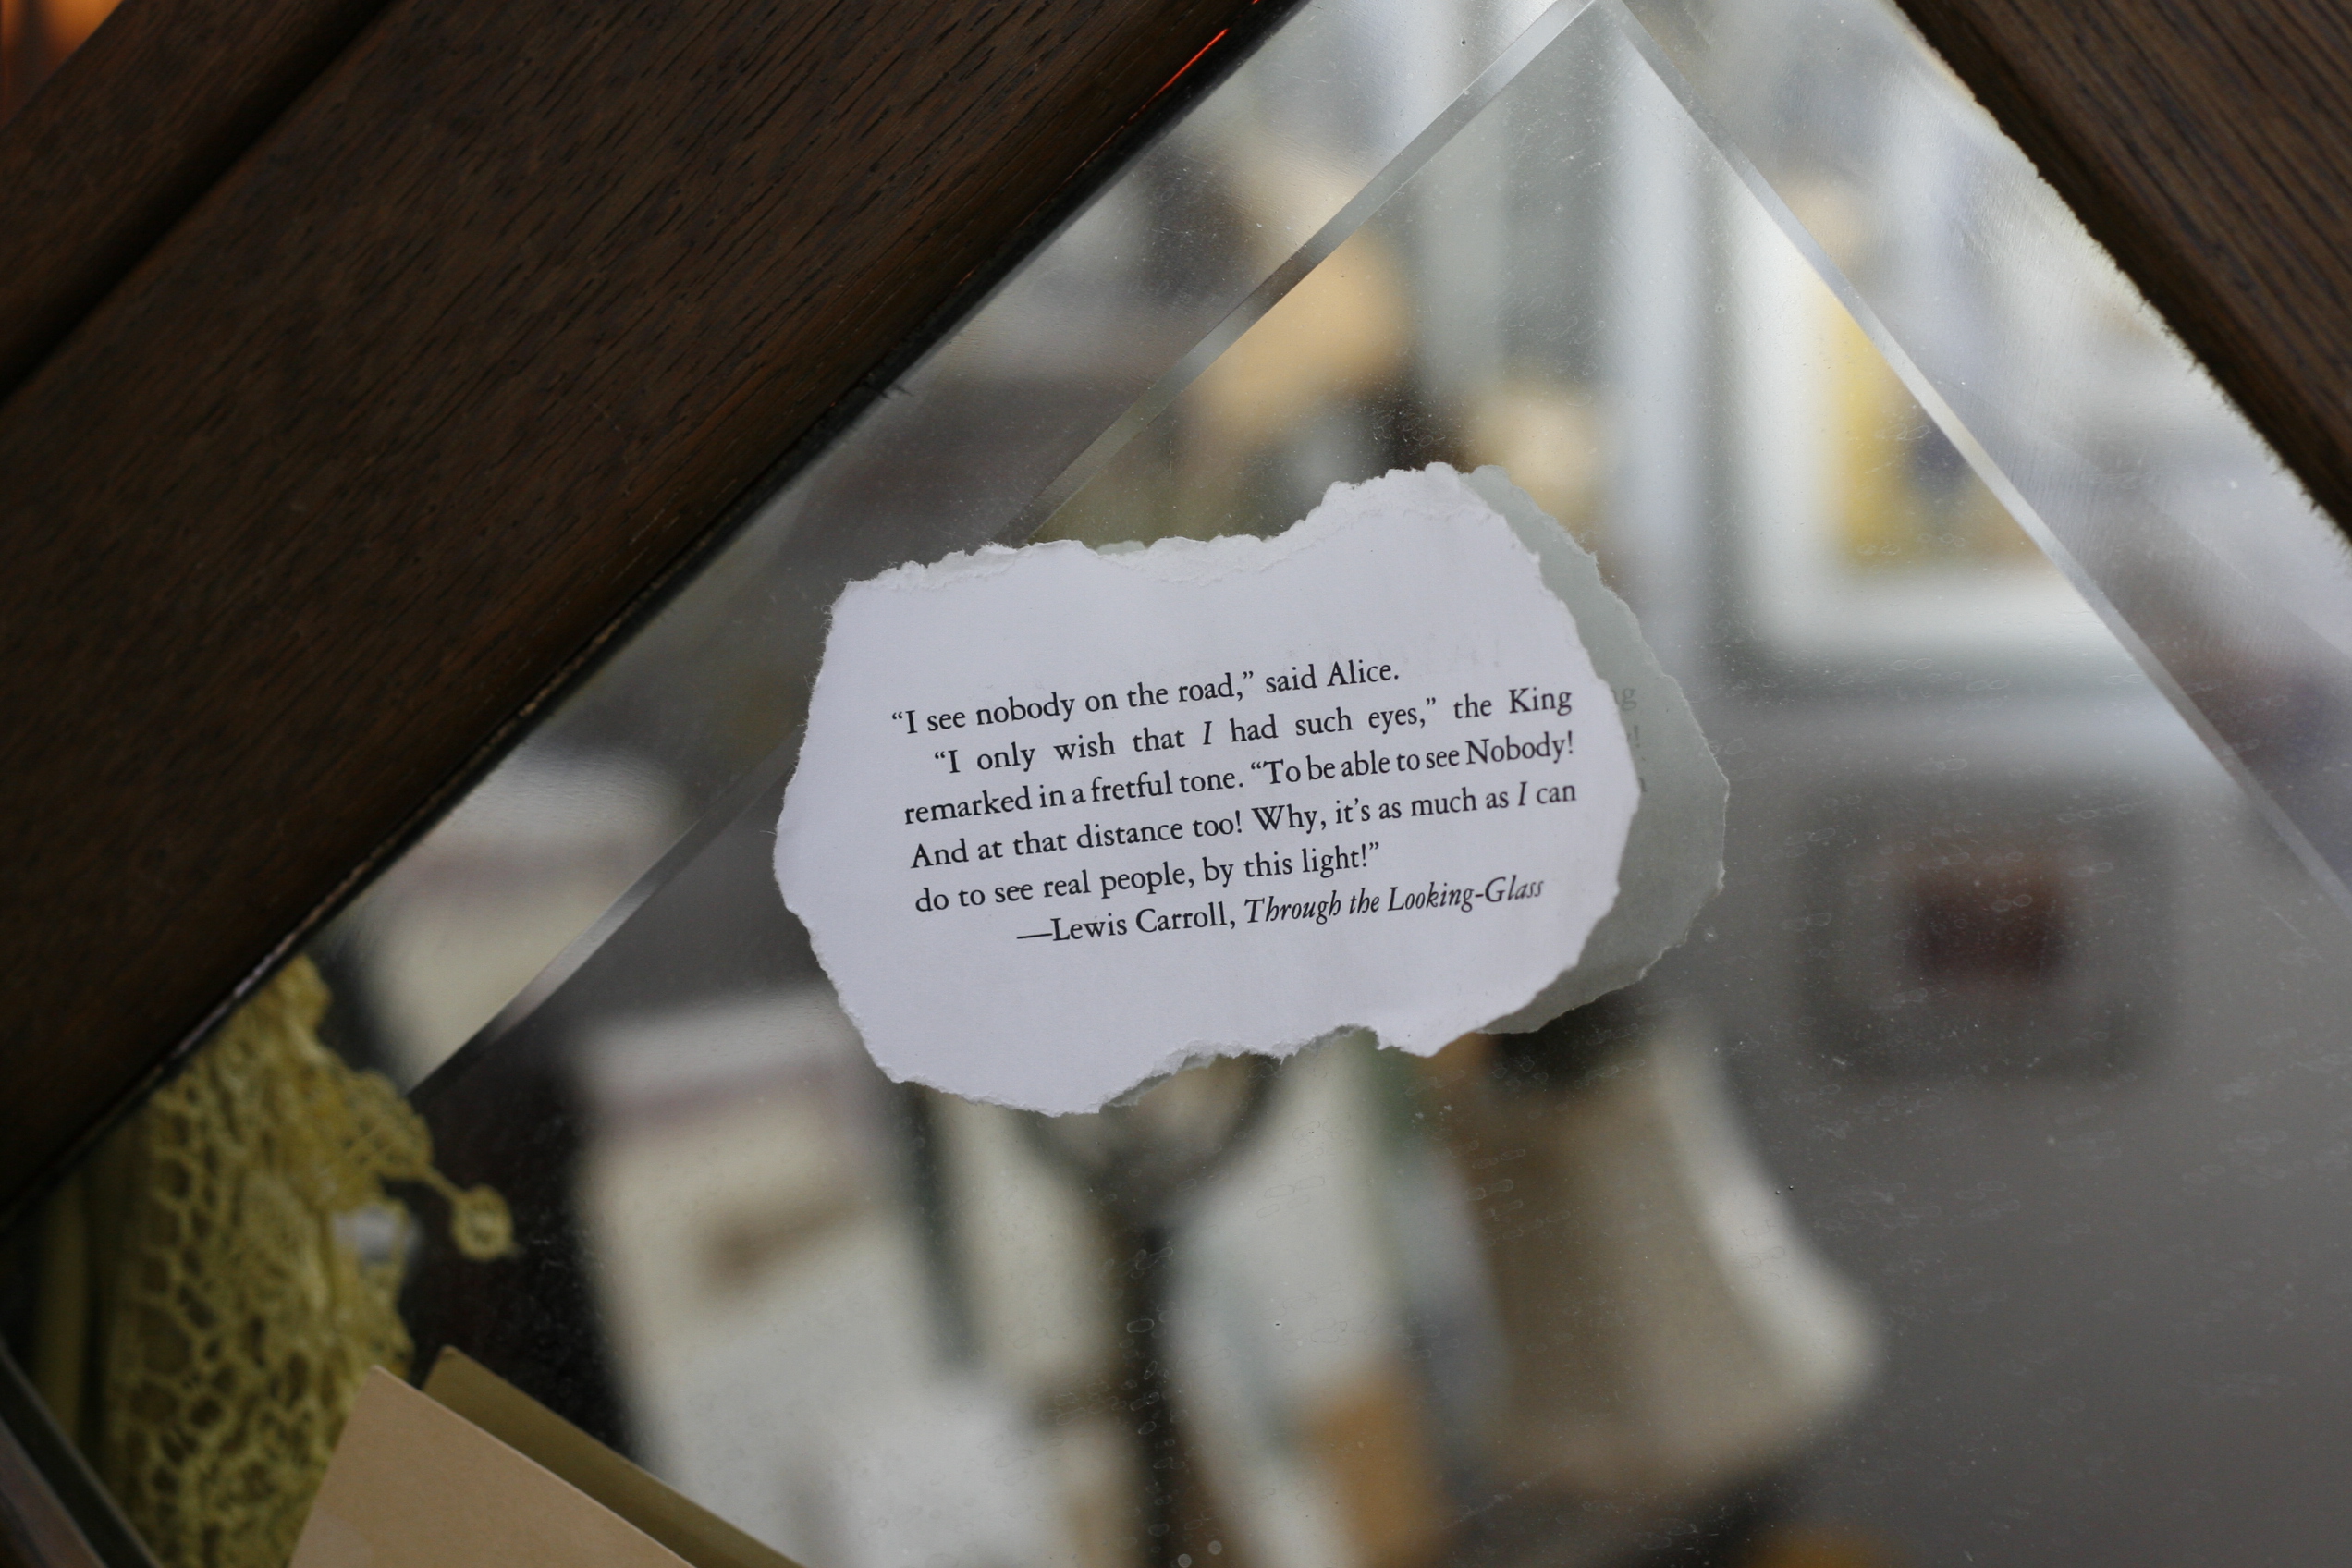 “I see nobody on the road,” said Alice.
“I only wish that I had such eyes,” the King
remarked in a fretful tone. “To be able to see Nobody!
And at that distance too! Why, it’s as much as I can
do to see real people, by this light!”
—Lewis Carroll, Through the Looking-Glass